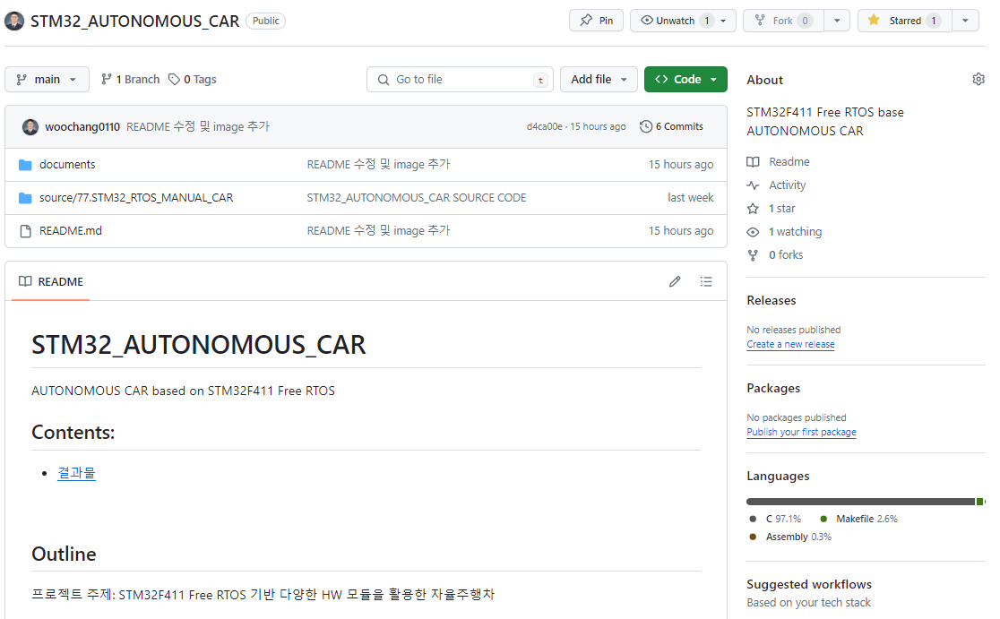 STM32_AUTONOMOUS_CAR Public
Pin
Unwatch 1
Fork 0
Starred 1
main
1 Branch
0 Tags
Go to file t
Add file
Code
woochang0110 README 수정 및 image 추가 d4ca00e · 15 hours ago 6 Commits
documents README 수정 및 image 추가 15 hours ago
source/77.STM32_RTOS_MANUAL_CAR STM32_AUTONOMOUS_CAR SOURCE CODE last week
README.md README 수정 및 image 추가 15 hours ago
README
STM32_AUTONOMOUS_CAR
AUTONOMOUS CAR based on STM32F411 Free RTOS
Contents:
결과물
Outline
프로젝트 주제: STM32F411 Free RTOS 기반 다양한 HW 모듈을 활용한 자율주행차
About
STM32F411 Free RTOS base
AUTONOMOUS CAR
Readme
Activity
1 star
1 watching
0 forks
Releases
No releases published
Create a new release
Packages
No packages published
Publish your first package
Languages
C 97.1% Makefile 2.6%
Assembly 0.3%
Suggested workflows
Based on your tech stack